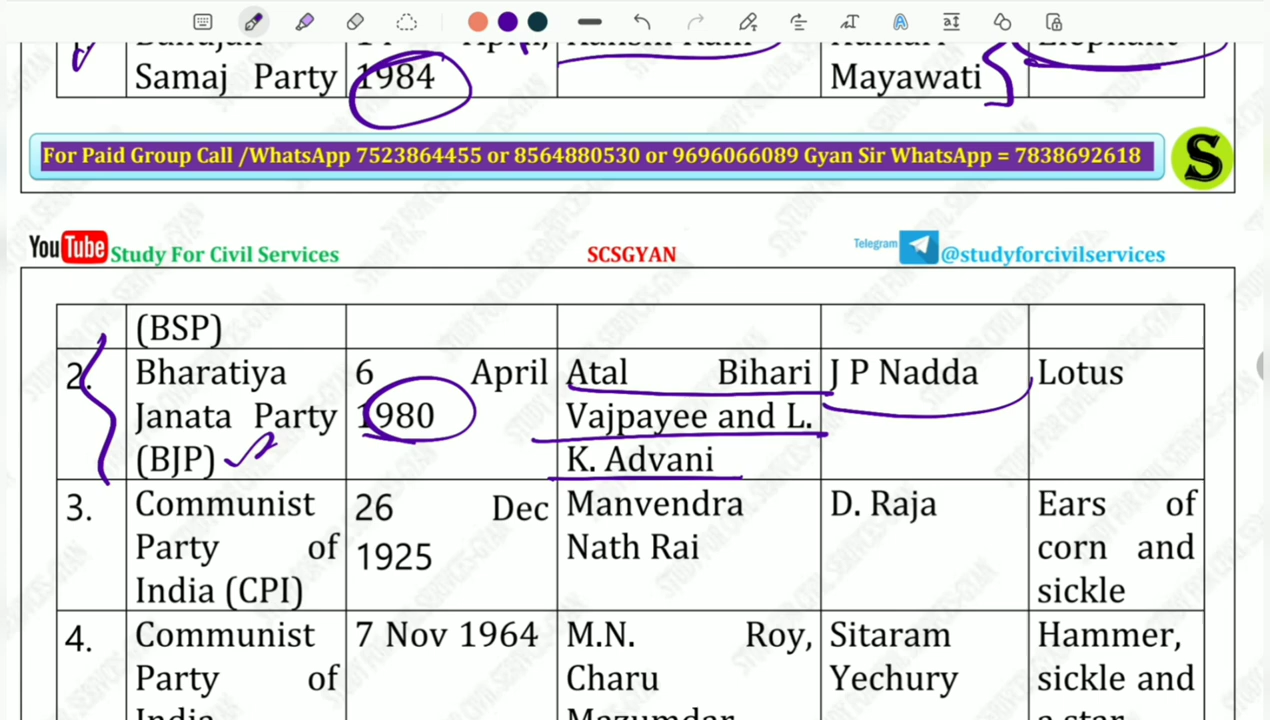 Samaj Party 1984 Mayawati
For Paid Group Call /WhatsApp 7523864455 or 8564880530 or 9696066089 Gyan Sir WhatsApp = 7838692618
S
YouTube Study For Civil Services SCSGYAN Telegram @studyforcivilservices
(BSP)
2. Bharatiya 6 April Atal Bihari J P Nadda Lotus
Janata Party 1980 Vajpayee and L.
(BJP) K. Advani
3. Communist 26 Dec Manvendra D. Raja Ears of
Party of 1925 Nath Rai corn and
India (CPI) sickle
4. Communist 7 Nov 1964 M.N. Roy, Sitaram Hammer,
Party of Charu Yechury sickle and